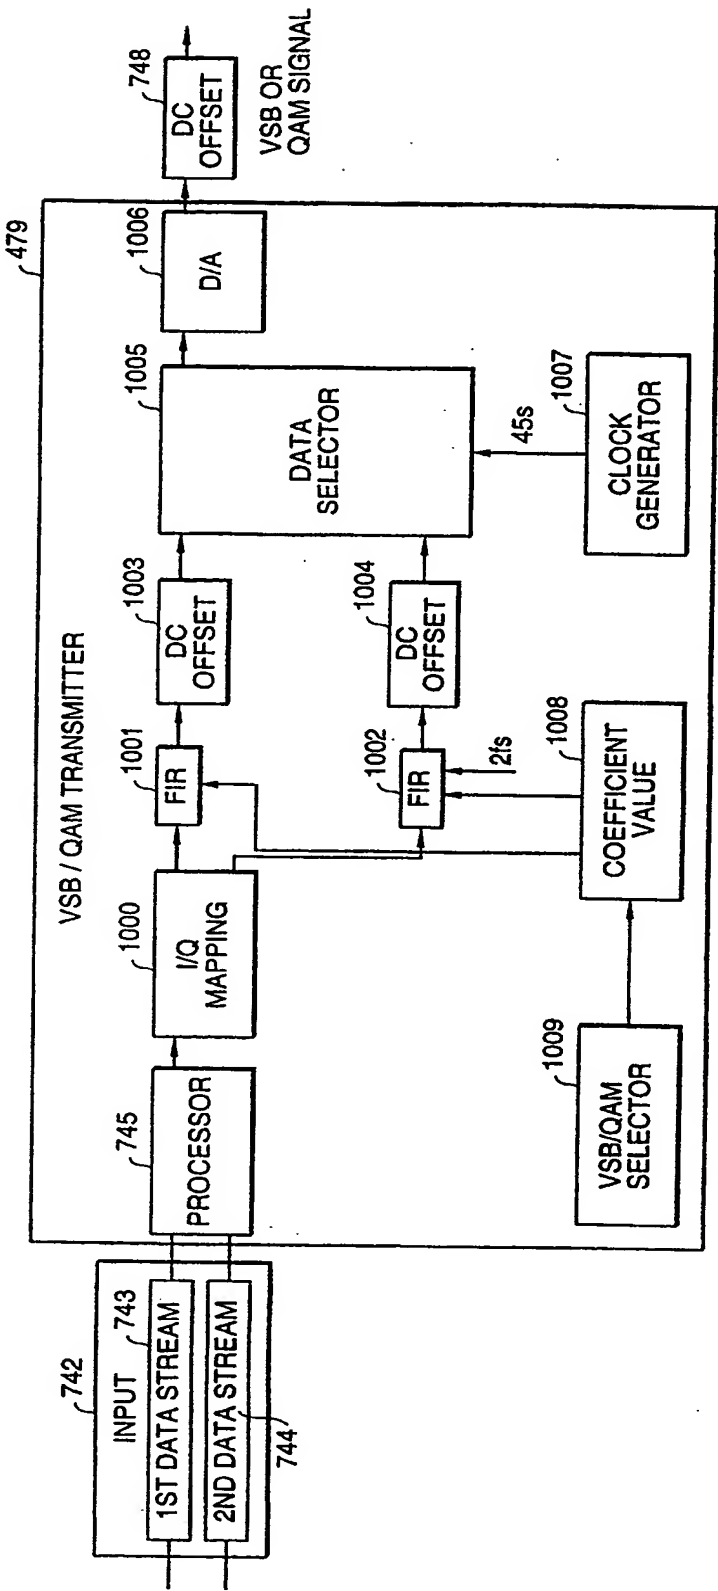 VSB / QAM TRANSMITTER
479
742
INPUT
743
1ST DATA STREAM
2ND DATA STREAM
744
745
PROCESSOR
1000
I/Q
MAPPING
1001
FIR
1003
DC
OFFSET
1002
FIR
2fs
1004
DC
OFFSET
1005
DATA
SELECTOR
1006
D/A
748
DC
OFFSET
VSB OR
QAM SIGNAL
45s
1007
CLOCK
GENERATOR
1008
COEFFICIENT
VALUE
1009
VSB/QAM
SELECTOR